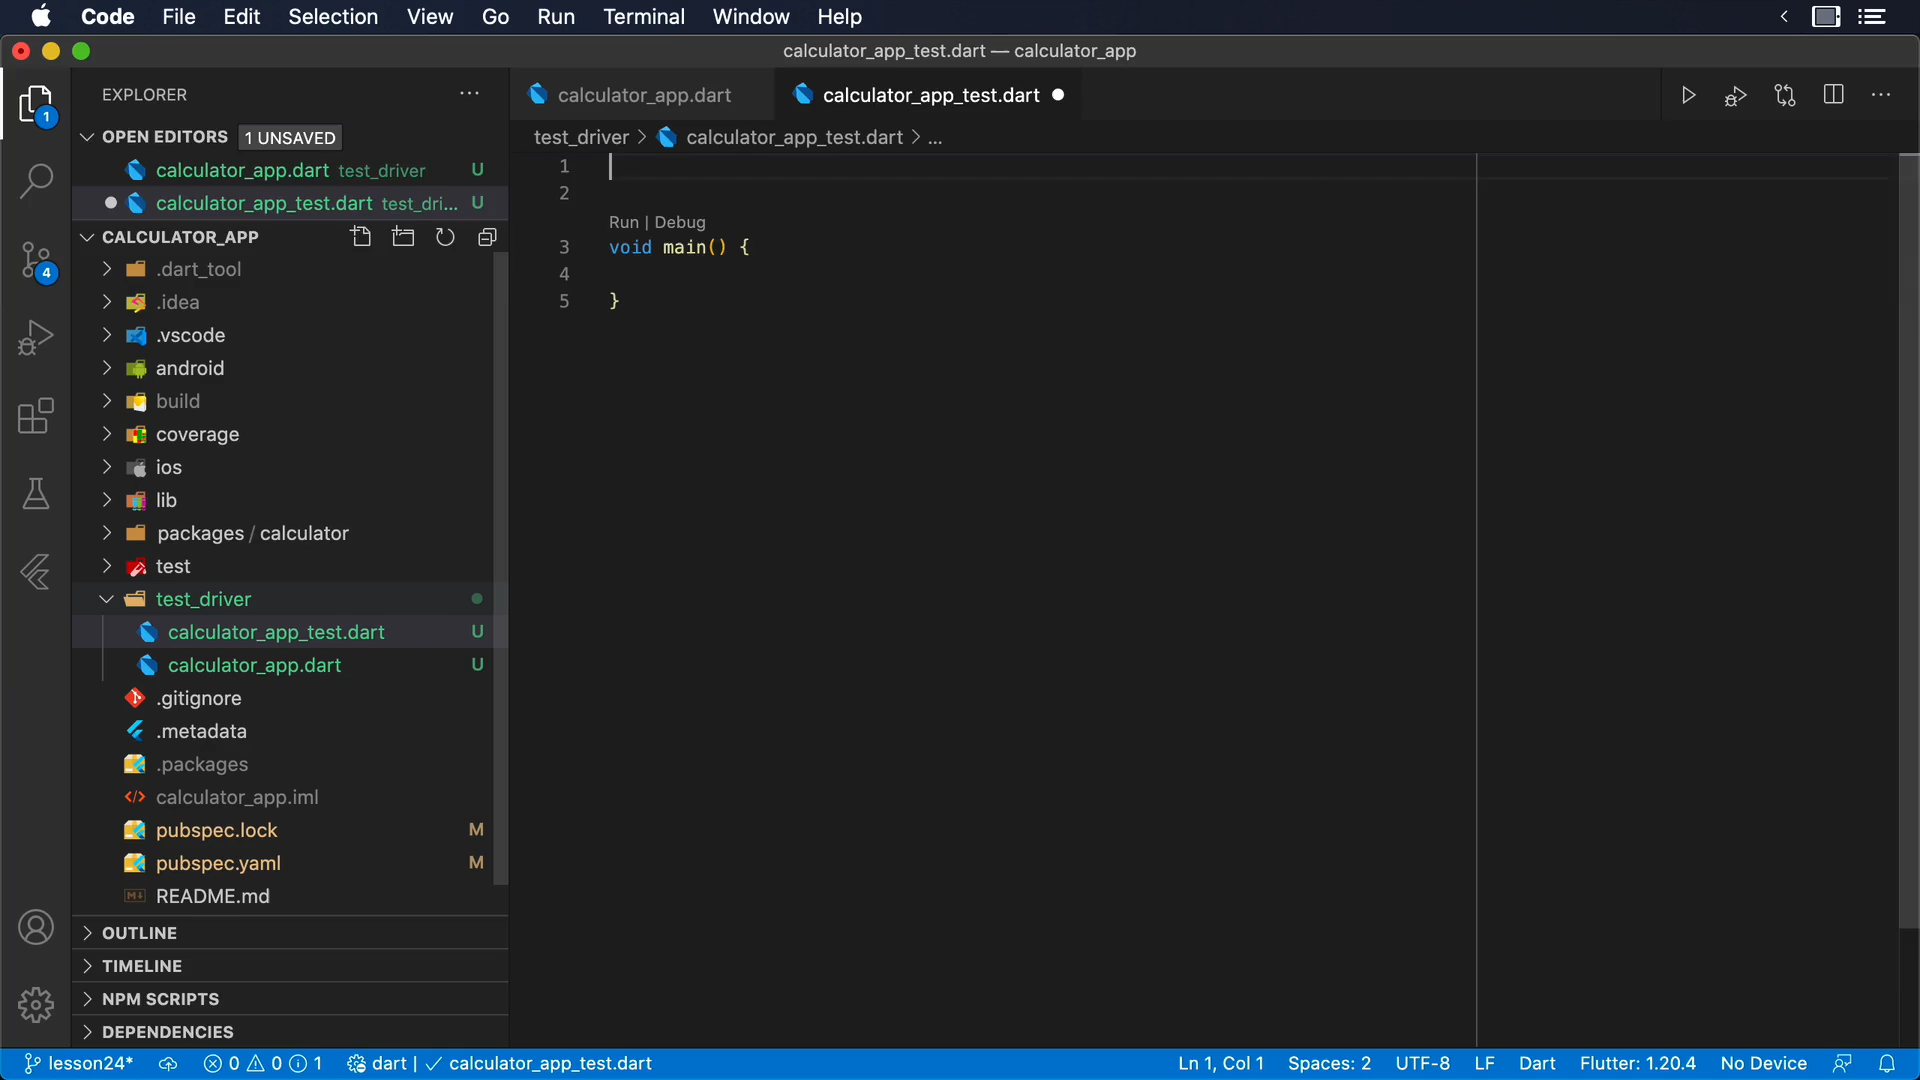 Code File Edit Selection View Go Run Terminal Window Help
calculator_app_test.dart — calculator_app
EXPLORER
OPEN EDITORS 1 UNSAVED
calculator_app.dart test_driver U
calculator_app_test.dart test_dri... U
CALCULATOR_APP
.dart_tool
.idea
.vscode
android
build
coverage
ios
lib
packages / calculator
test
test_driver
calculator_app_test.dart U
calculator_app.dart U
.gitignore
.metadata
.packages
calculator_app.iml
pubspec.lock M
pubspec.yaml M
README.md
OUTLINE
TIMELINE
NPM SCRIPTS
DEPENDENCIES
1
4
calculator_app.dart calculator_app_test.dart
test_driver > calculator_app_test.dart > ...
1
2
Run | Debug
3 void main() {
4
5 }
lesson24* 0 0 1 dart | calculator_app_test.dart Ln 1, Col 1 Spaces: 2 UTF-8 LF Dart Flutter: 1.20.4 No Device